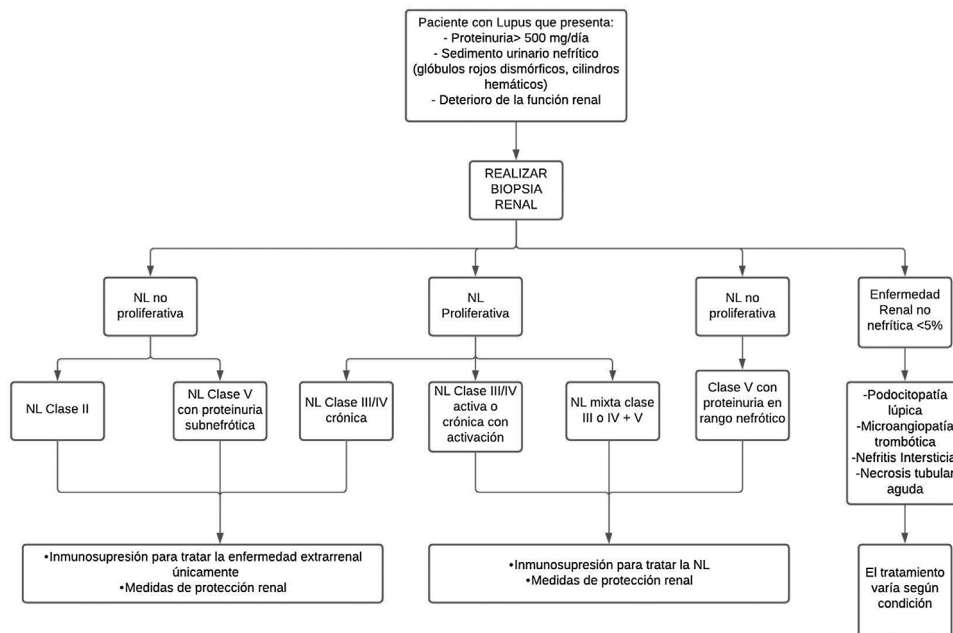 Paciente con Lupus que presenta:
- Proteinuria> 500 mg/día
- Sedimento urinario nefrítico
(glóbulos rojos dismórficos, cilindros
hemáticos)
- Deterioro de la función renal
REALIZAR
BIOPSIA
RENAL
NL no
proliferativa
NL
Proliferativa
NL no
proliferativa
Enfermedad
Renal no
nefrítica <5%
NL Clase II
NL Clase V
con proteinuria
subnefrótica
NL Clase III/IV
crónica
NL Clase III/IV
activa o
crónica con
activación
NL mixta clase
III o IV + V
Clase V con
proteinuria en
rango nefrótico
-Podocitopatía
lúpica
-Microangiopatía
trombótica
-Nefritis Intersticia
-Necrosis tubular
aguda
•Inmunosupresión para tratar la enfermedad extrarrenal
únicamente
•Medidas de protección renal
•Inmunosupresión para tratar la NL
•Medidas de protección renal
El tratamiento
varía según
condición